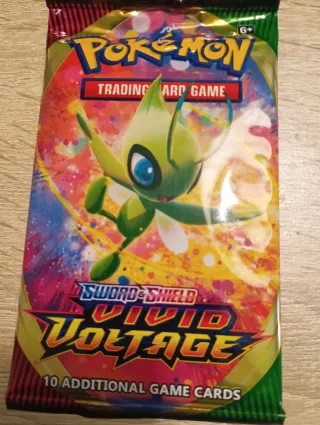 POKéMON
6+
TRADING CARD GAME
SWORD & SHIELD
VIVID
VOLTAGE
10 ADDITIONAL GAME CARDS